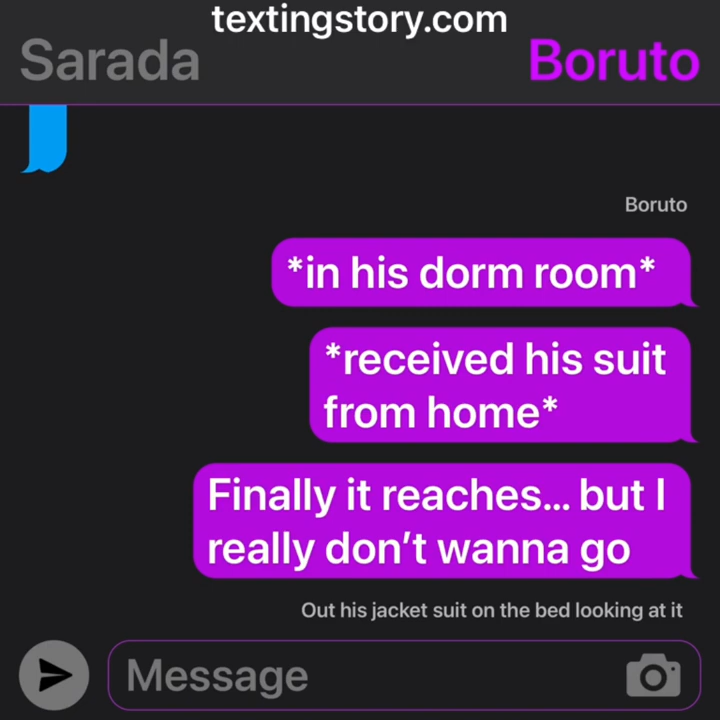 textingstory.com
Sarada
Boruto
Boruto
*in his dorm room*
*received his suit
from home*
Finally it reaches... but I
really don’t wanna go
Out his jacket suit on the bed looking at it
Message